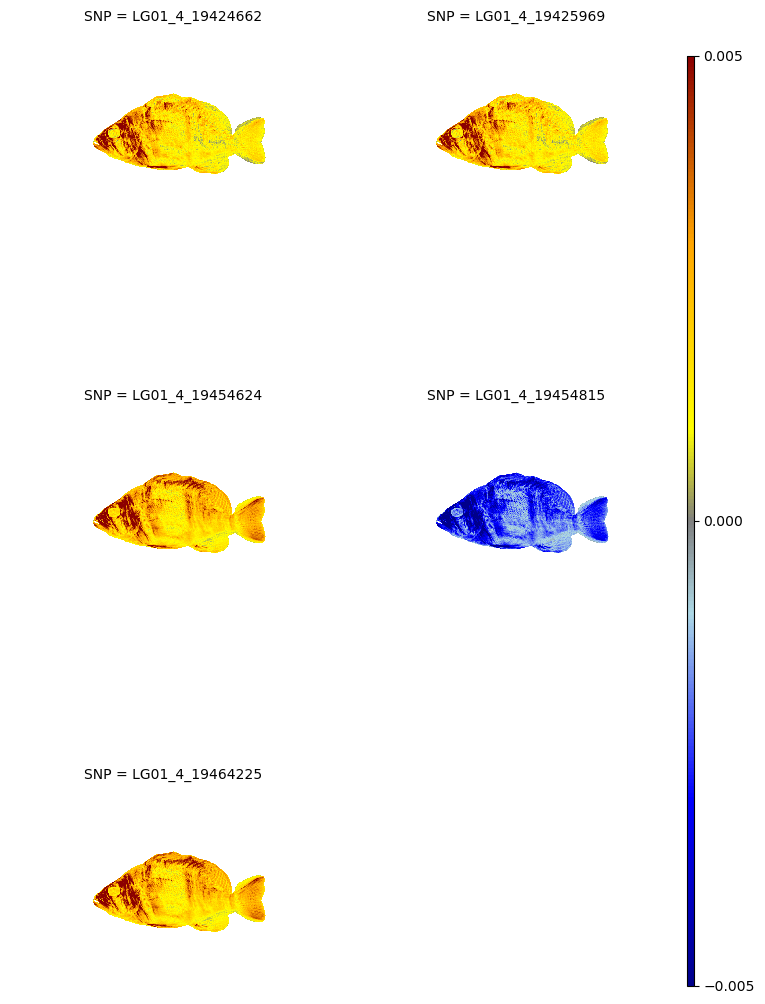 SNP = LG01_4_19424662
SNP = LG01_4_19425969
0.005
SNP = LG01_4_19454624
SNP = LG01_4_19454815
0.000
SNP = LG01_4_19464225
−0.005